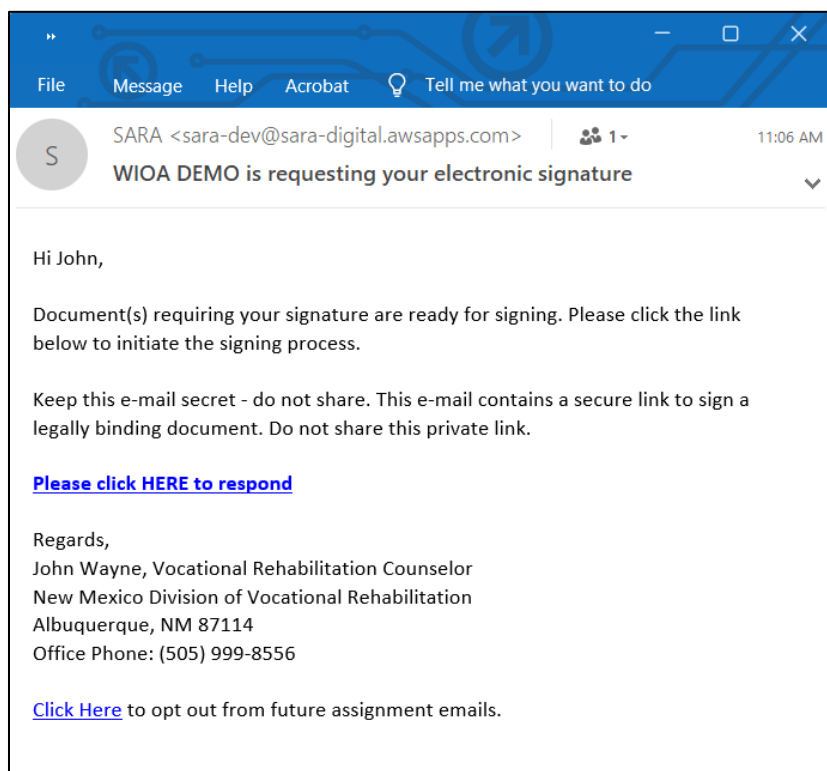 File Message Help Acrobat Tell me what you want to do
S
SARA <sara-dev@sara-digital.awsapps.com> 1 11:06 AM
WIOA DEMO is requesting your electronic signature
Hi John,
Document(s) requiring your signature are ready for signing. Please click the link
below to initiate the signing process.
Keep this e-mail secret - do not share. This e-mail contains a secure link to sign a
legally binding document. Do not share this private link.
Please click HERE to respond
Regards,
John Wayne, Vocational Rehabilitation Counselor
New Mexico Division of Vocational Rehabilitation
Albuquerque, NM 87114
Office Phone: (505) 999-8556
Click Here to opt out from future assignment emails.